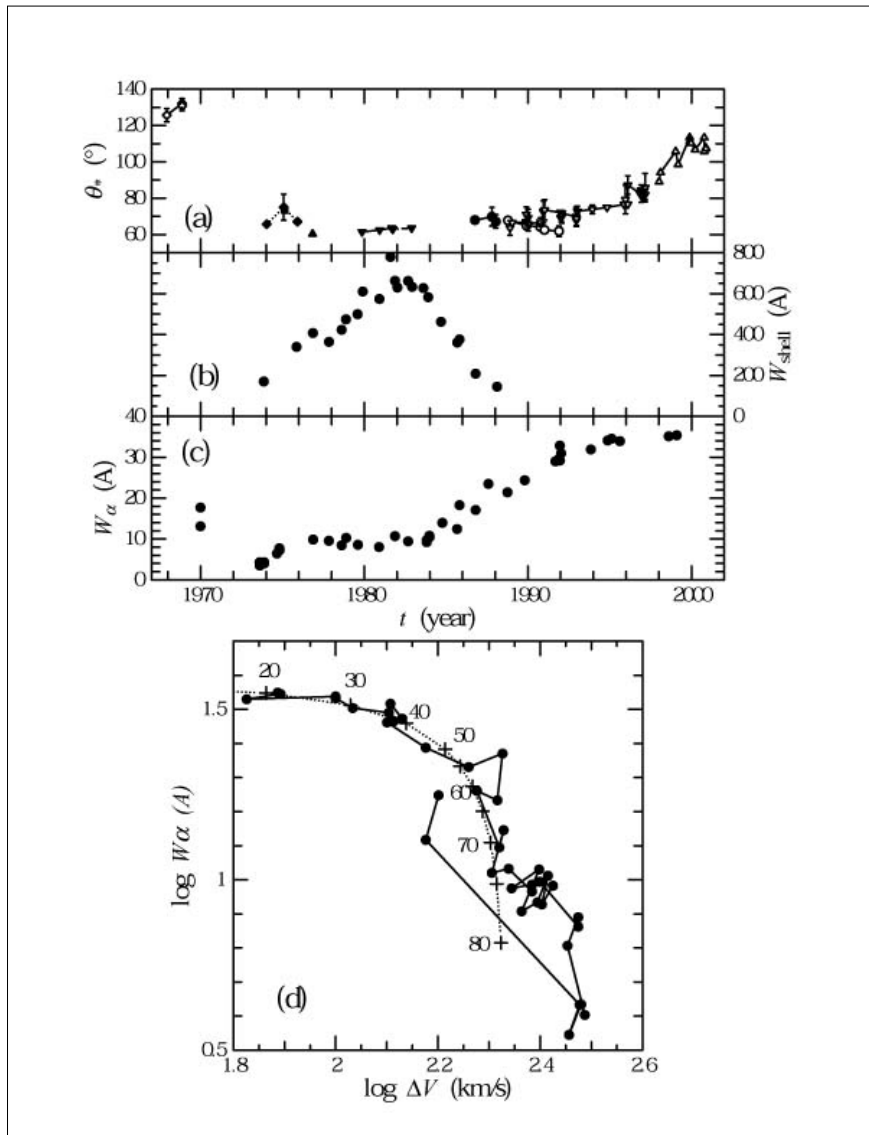 140
120
100
80
60
θ* (°)
(a)
800
600
400
200
0
W_shell (A)
(b)
40
30
20
10
0
W_α (A)
(c)
1970 1980 1990 2000
t (year)
20
30
40
50
60
70
80
1.5
1
0.5
log Wα (A)
(d)
1.8 2 2.2 2.4 2.6
log ΔV (km/s)